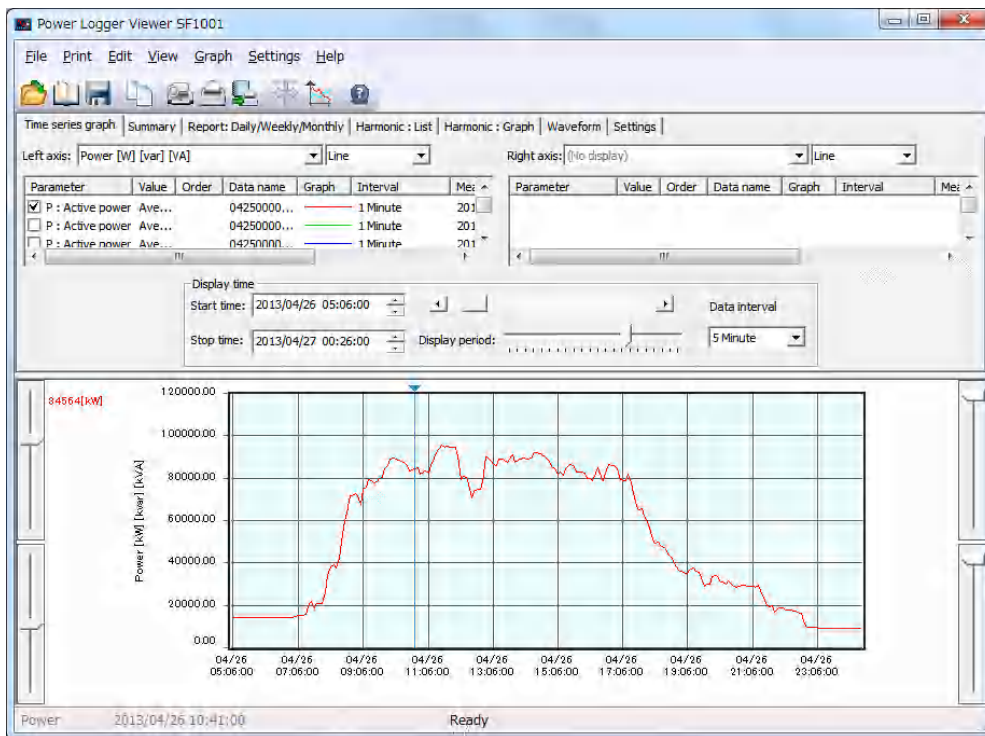 Power Logger Viewer SF1001
File Print Edit View Graph Settings Help
Time series graph Summary Report: Daily/Weekly/Monthly Harmonic : List Harmonic : Graph Waveform Settings
Left axis: Power [W] [var] [VA] Line Right axis: (No display) Line
Parameter Value Order Data name Graph Interval Mea Parameter Value Order Data name Graph Interval Mea
P : Active power Ave... 04250000... 1 Minute 201
P : Active power Ave... 04250000... 1 Minute 201
P : Active power Ave... 04250000... 1 Minute 201
Display time
Start time: 2013/04/26 05:06:00 Data interval
Stop time: 2013/04/27 00:26:00 Display period: 5 Minute
84564[kW]
Power [kW] [kvar] [kVA]
120000.00
100000.00
80000.00
60000.00
40000.00
20000.00
0.00
04/26 04/26 04/26 04/26 04/26 04/26 04/26 04/26 04/26 04/26
05:06:00 07:06:00 09:06:00 11:06:00 13:06:00 15:06:00 17:06:00 19:06:00 21:06:00 23:06:00
Power 2013/04/26 10:41:00 Ready